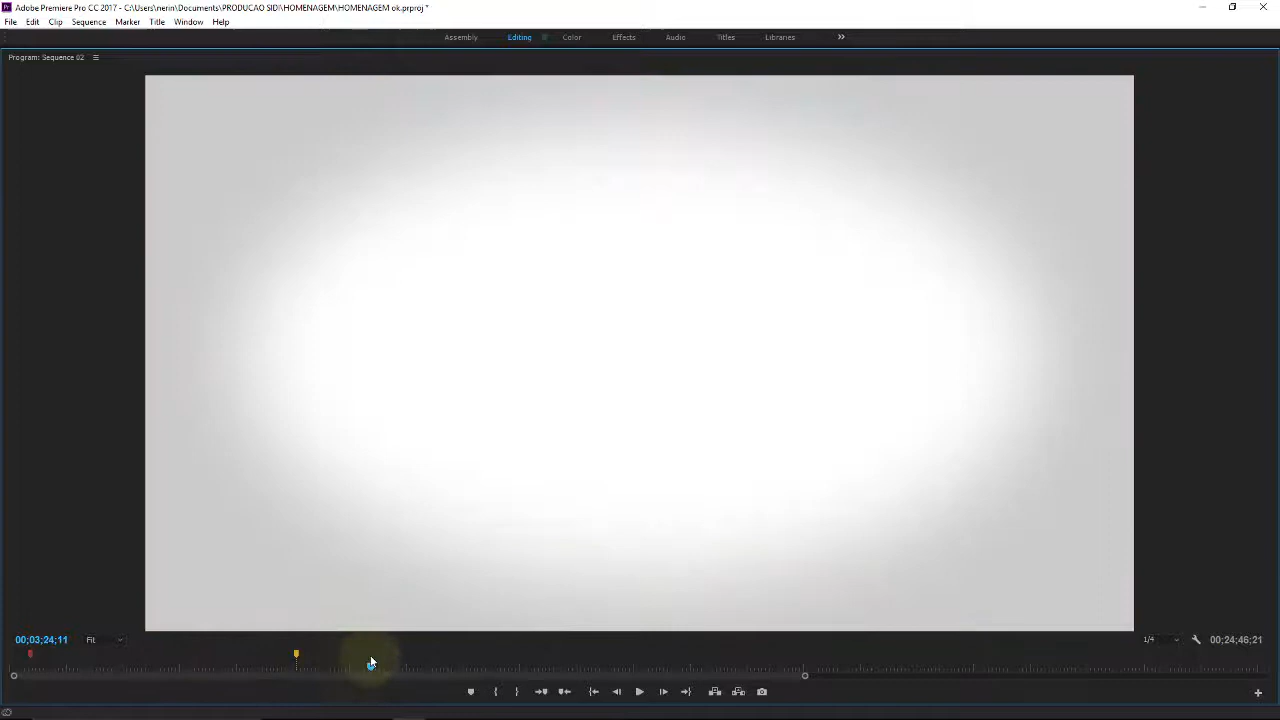 Adobe Premiere Pro CC 2017 - C:\Users\nerin\Documents\PRODUCAO SIDI\HOMENAGEM\HOMENAGEM ok.prproj *
File Edit Clip Sequence Marker Title Window Help
Assembly Editing Color Effects Audio Titles Libraries
Program: Sequence 02
00;03;24;11 Fit 1/4 00;24;46;21